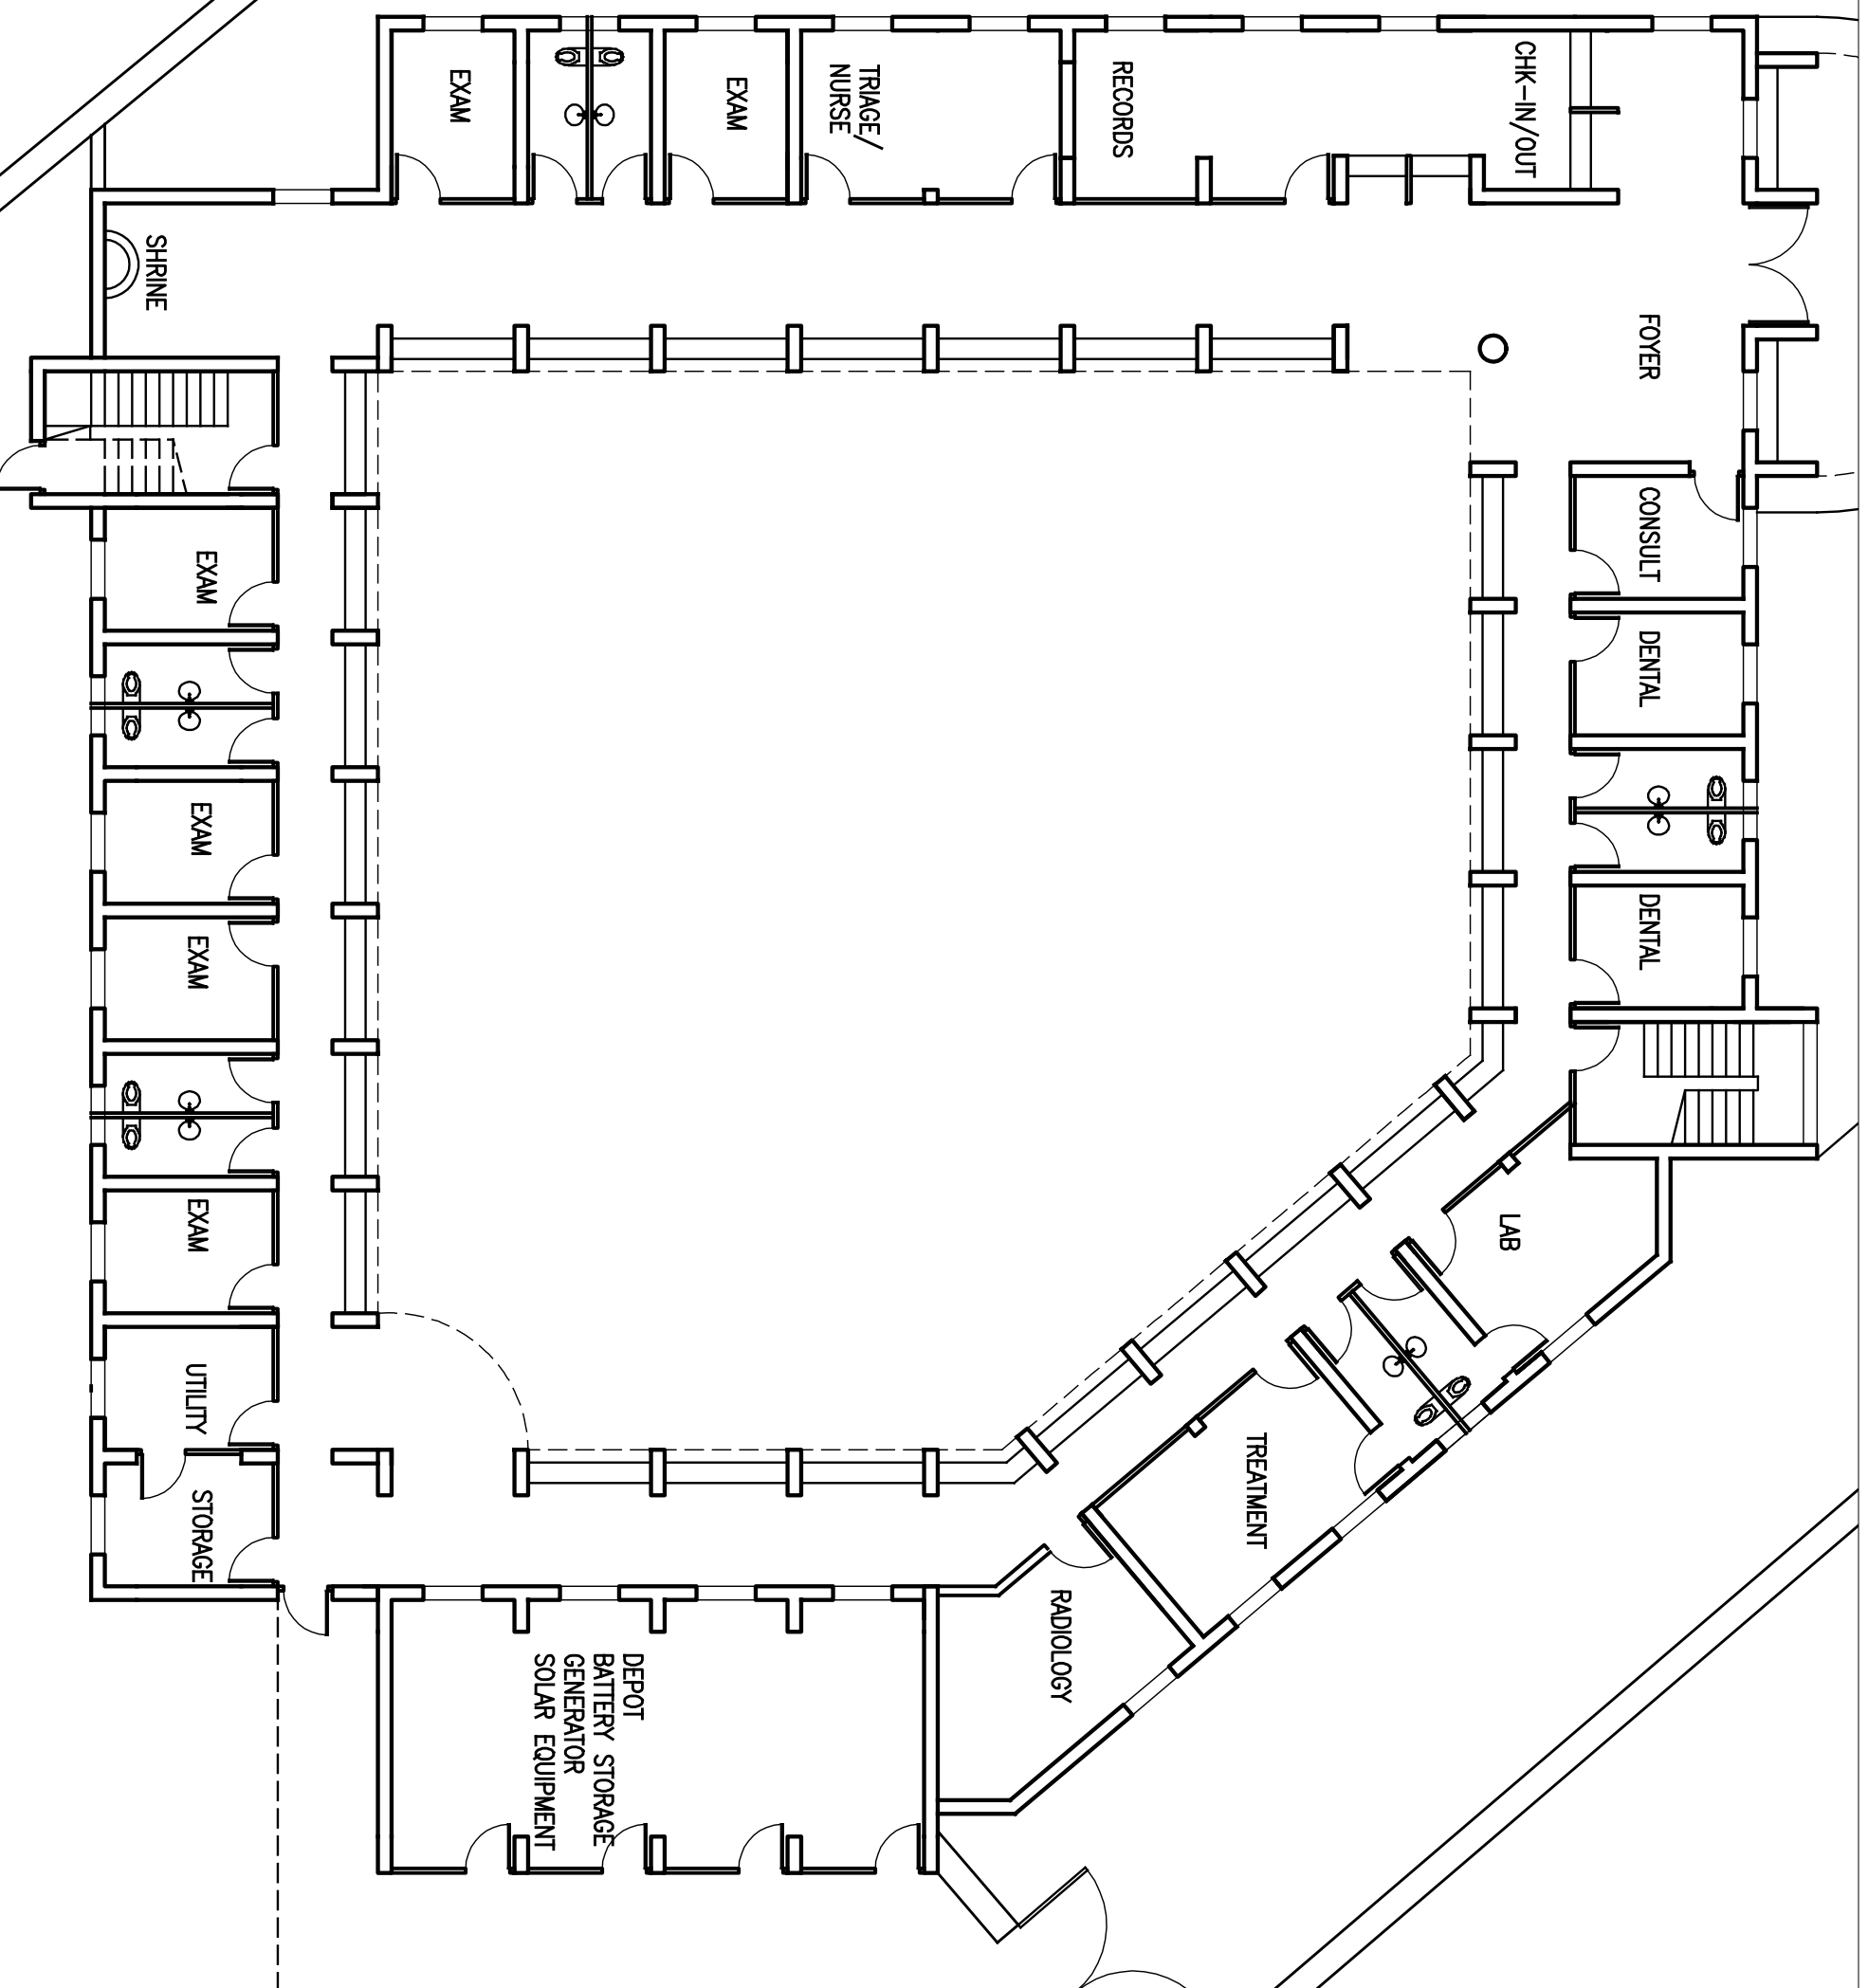 EXAM
EXAM
TRIAGE/
NURSE
RECORDS
CHK-IN/OUT
SHRINE
FOYER
CONSULT
DENTAL
DENTAL
EXAM
EXAM
EXAM
EXAM
UTILITY
STORAGE
LAB
TREATMENT
RADIOLOGY
DEPOT
BATTERY STORAGE
GENERATOR
SOLAR EQUIPMENT